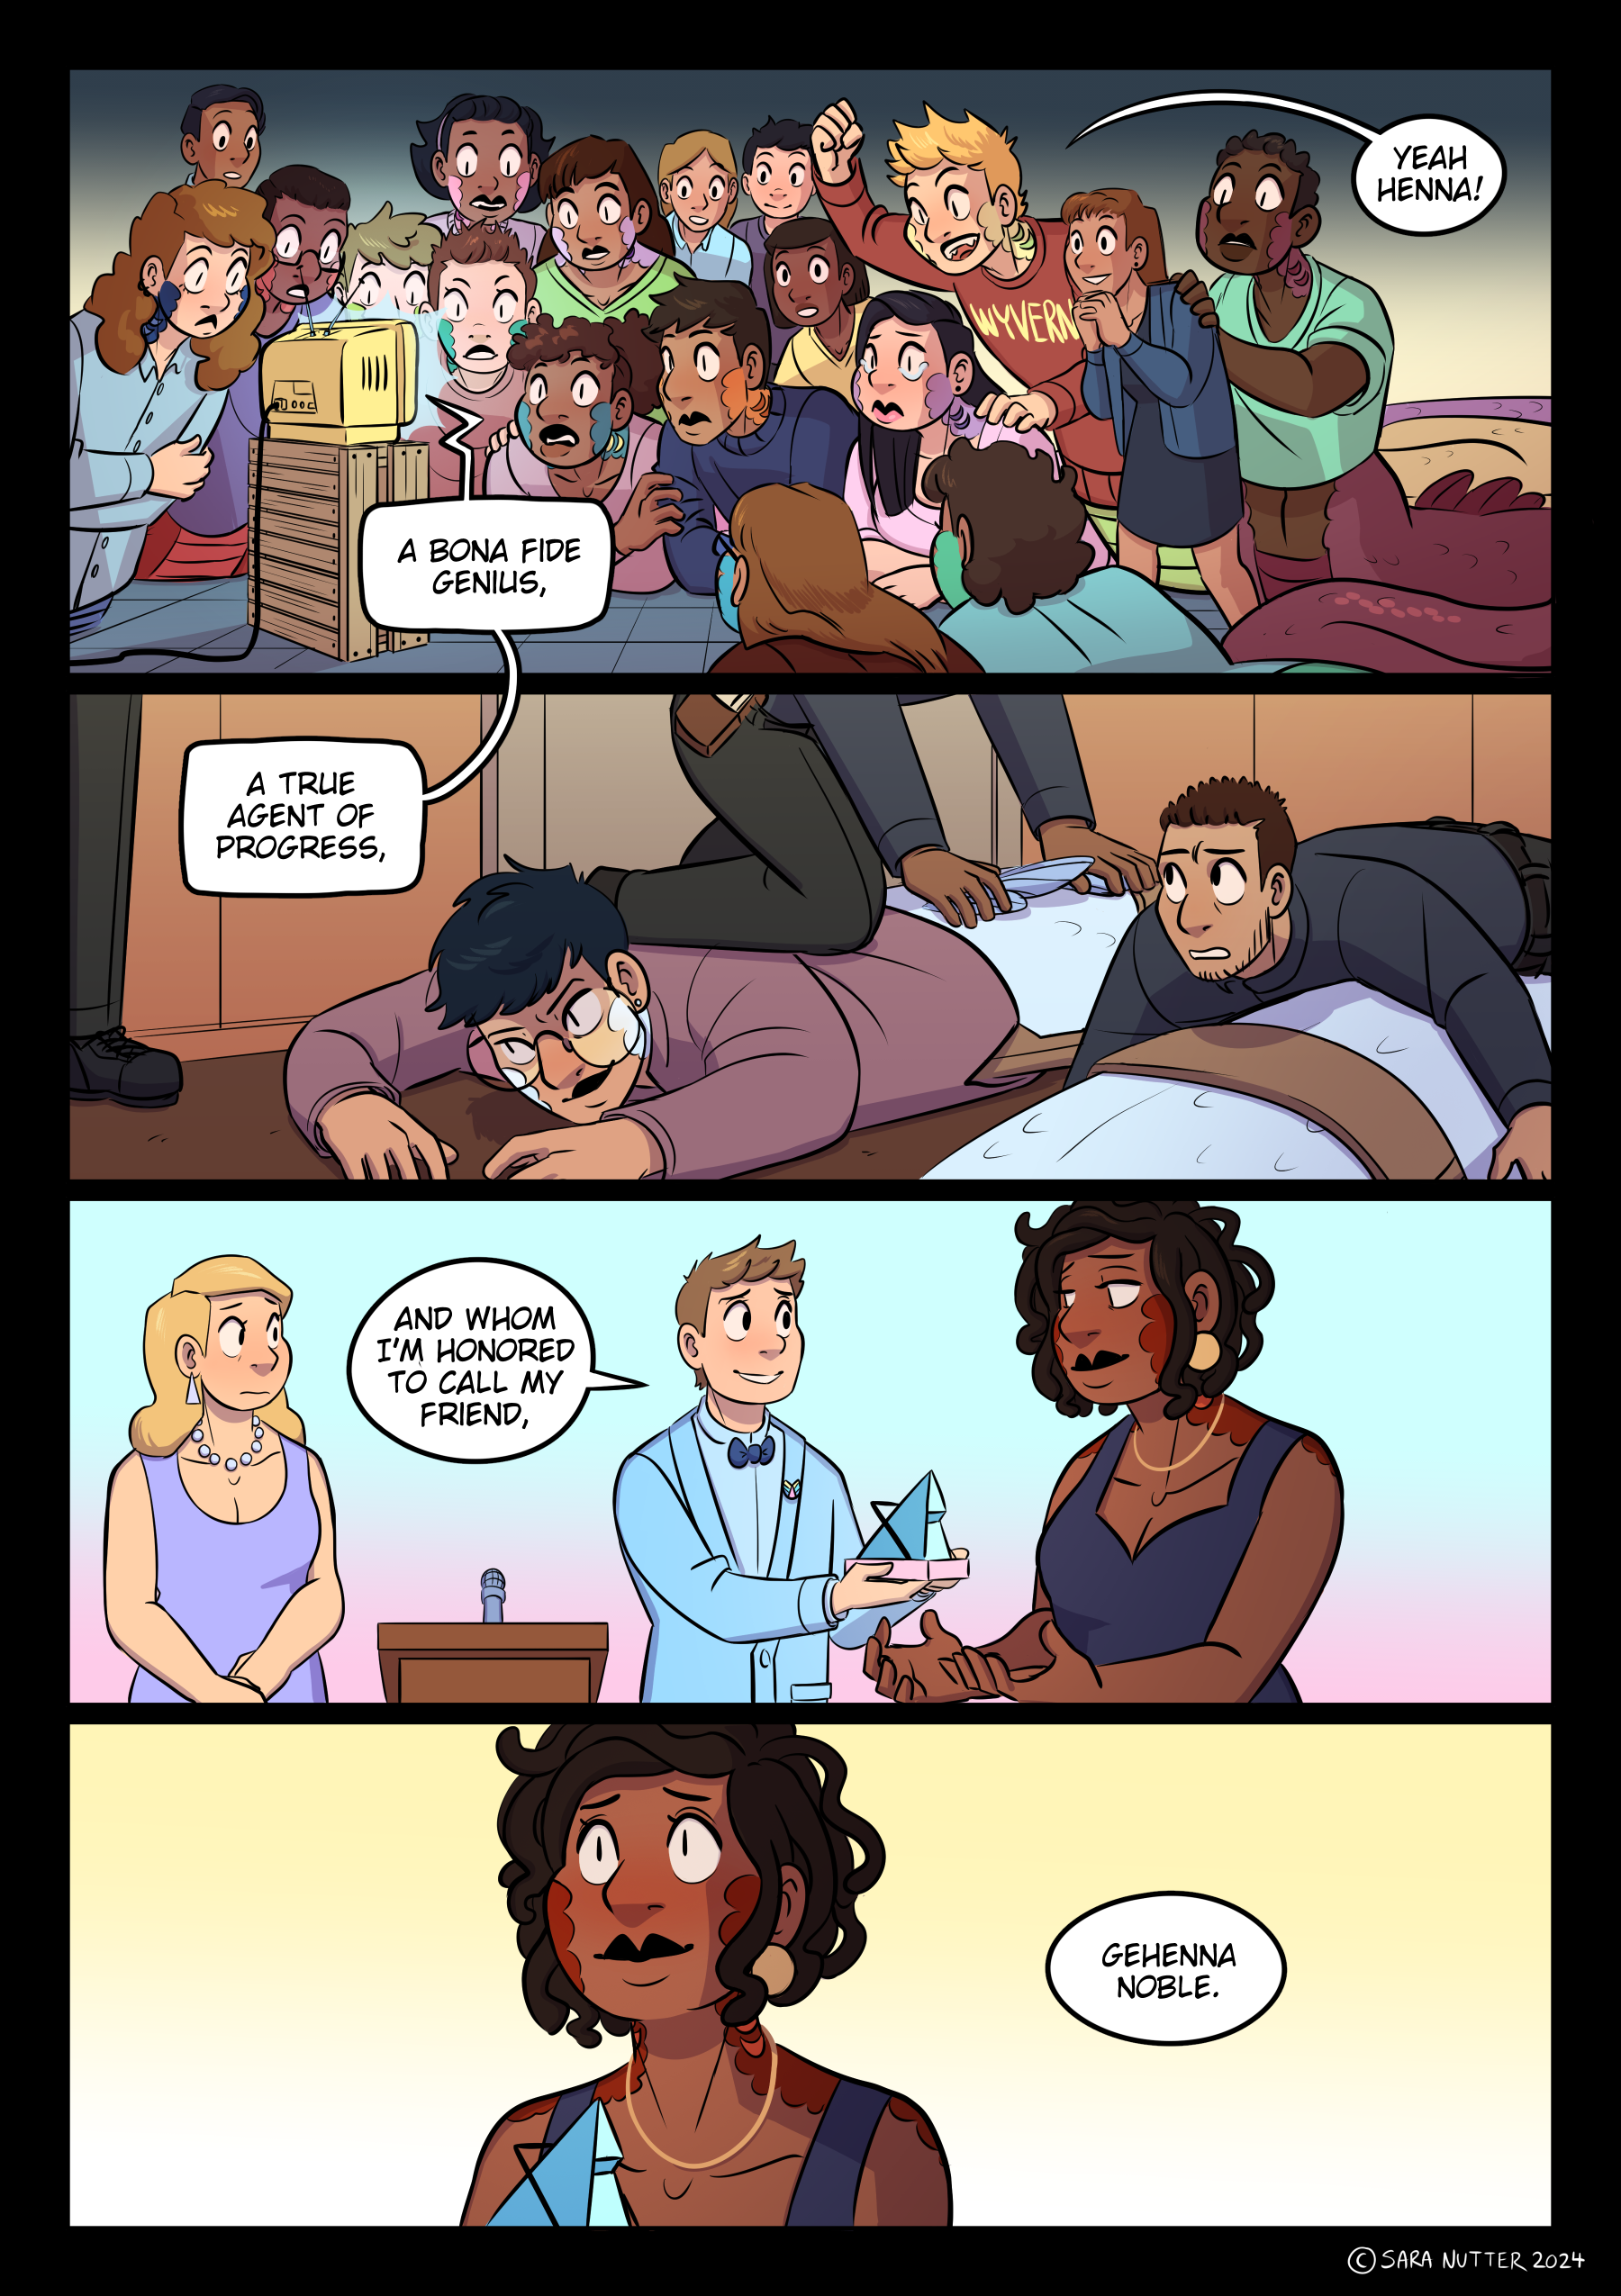 YEAH
HENNA!
WYVERN
A BONA FIDE
GENIUS,
A TRUE
AGENT OF
PROGRESS,
AND WHOM
I'M HONORED
TO CALL MY
FRIEND,
GEHENNA
NOBLE.
© SARA NUTTER 2024